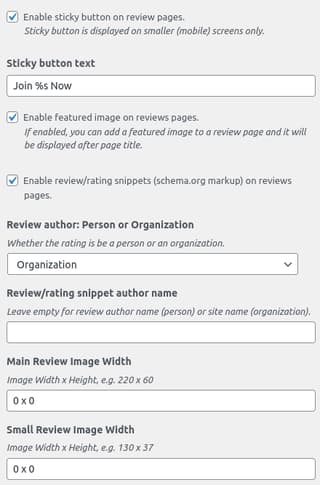 Enable sticky button on review pages.
Sticky button is displayed on smaller (mobile) screens only.
Sticky button text
Join %s Now
Enable featured image on reviews pages.
If enabled, you can add a featured image to a review page and it will
be displayed after page title.
Enable review/rating snippets (schema.org markup) on reviews
pages.
Review author: Person or Organization
Whether the rating is be a person or an organization.
Organization
Review/rating snippet author name
Leave empty for review author name (person) or site name (organization).
Main Review Image Width
Image Width x Height, e.g. 220 x 60
0 x 0
Small Review Image Width
Image Width x Height, e.g. 130 x 37
0 x 0